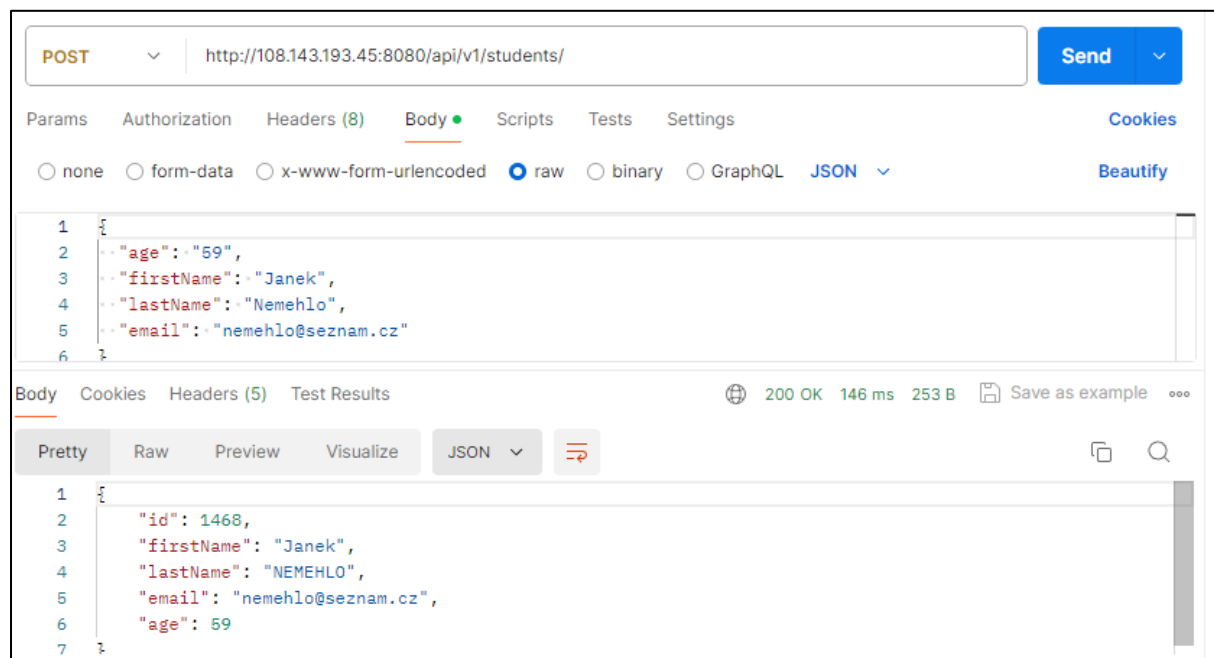 POST http://108.143.193.45:8080/api/v1/students/ Send
Params Authorization Headers (8) Body Scripts Tests Settings Cookies
none form-data x-www-form-urlencoded raw binary GraphQL JSON Beautify
1 {
2 "age": "59",
3 "firstName": "Janek",
4 "lastName": "Nemehlo",
5 "email": "nemehlo@seznam.cz"
6 }
Body Cookies Headers (5) Test Results 200 OK 146 ms 253 B Save as example
Pretty Raw Preview Visualize JSON
1 {
2 "id": 1468,
3 "firstName": "Janek",
4 "lastName": "NEMEHLO",
5 "email": "nemehlo@seznam.cz",
6 "age": 59
7 }